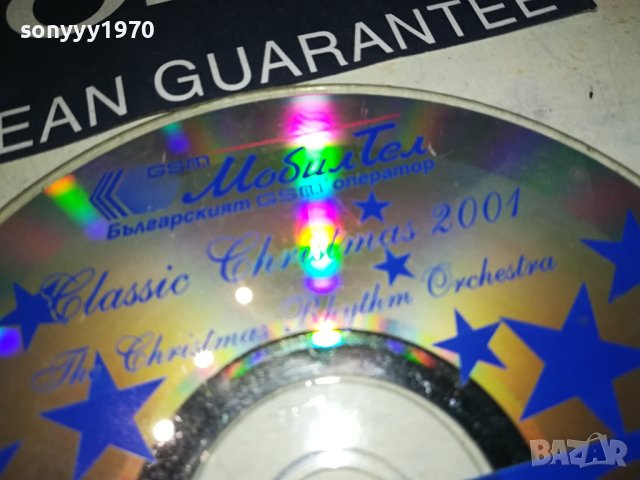 sonyyy1970
EAN GUARANTEE
GSM
МобилТел
Българският GSM оператор
Classic Christmas 2001
The Christmas Rhythm Orchestra
BAZAR